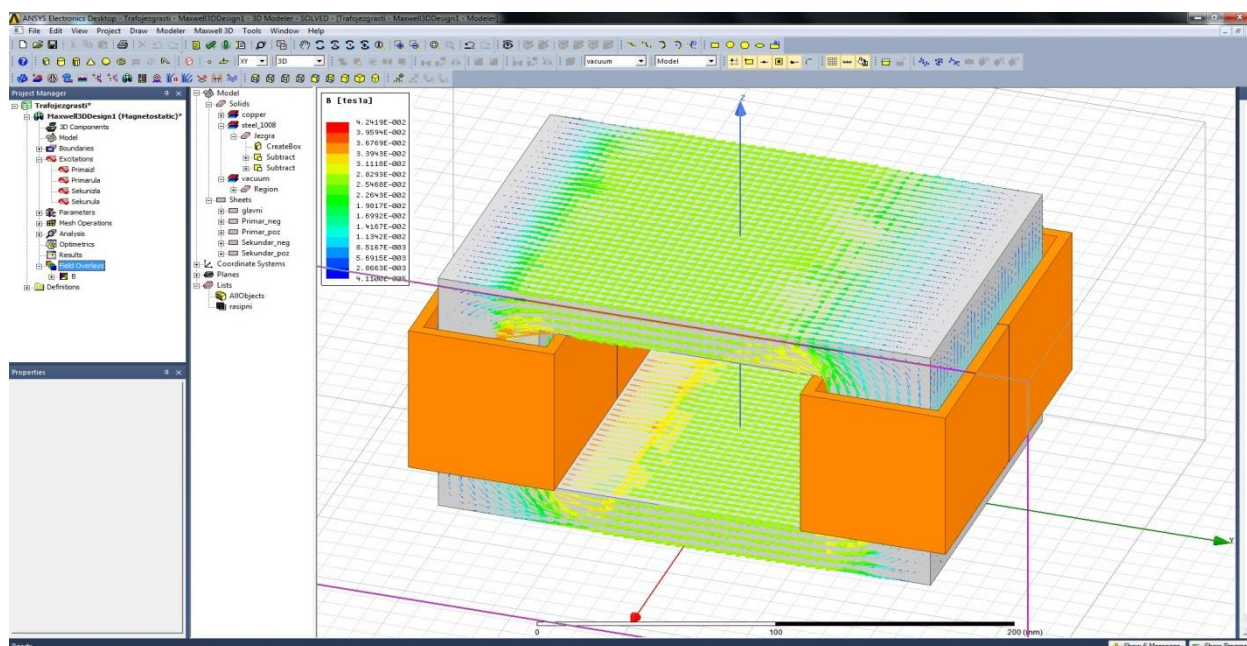 ANSYS Electronics Desktop - Trafojezgrasti - Maxwell3DDesign1 - 3D Modeler - SOLVED - [Trafojezgrasti - Maxwell3DDesign1 - Modeler]
File Edit View Project Draw Modeler Maxwell 3D Tools Window Help
XY 3D vacuum Model
Project Manager
Trafojezgrasti*
Maxwell3DDesign1 (Magnetostatic)*
3D Components
Model
Boundaries
Excitations
Primaizl
Primarula
Sekunizla
Sekunula
Parameters
Mesh Operations
Analysis
Optimetrics
Results
Field Overlays
B
Definitions
Properties
Model
Solids
copper
steel_1008
Jezgra
CreateBox
Subtract
Subtract
vacuum
Region
Sheets
glavni
Primar_neg
Primar_poz
Sekundar_neg
Sekundar_poz
Coordinate Systems
Planes
Lists
AllObjects
rasipni
B [tesla]
4.2419E-002
3.9594E-002
3.6769E-002
3.3943E-002
3.1118E-002
2.8293E-002
2.5468E-002
2.2643E-002
1.9817E-002
1.6992E-002
1.4167E-002
1.1342E-002
8.5167E-003
5.6915E-003
2.8663E-003
4.1100E-005
Z
Y
0 100 200 (mm)